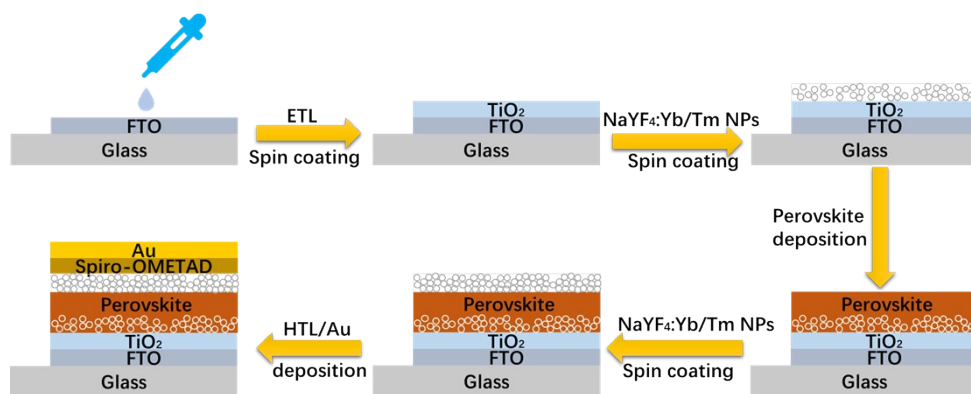 FTO
Glass
ETL
Spin coating
TiO₂
FTO
Glass
NaYF₄:Yb/Tm NPs
Spin coating
TiO₂
FTO
Glass
Perovskite
deposition
Perovskite
TiO₂
FTO
Glass
NaYF₄:Yb/Tm NPs
Spin coating
Perovskite
TiO₂
FTO
Glass
HTL/Au
deposition
Au
Spiro-OMETAD
Perovskite
TiO₂
FTO
Glass